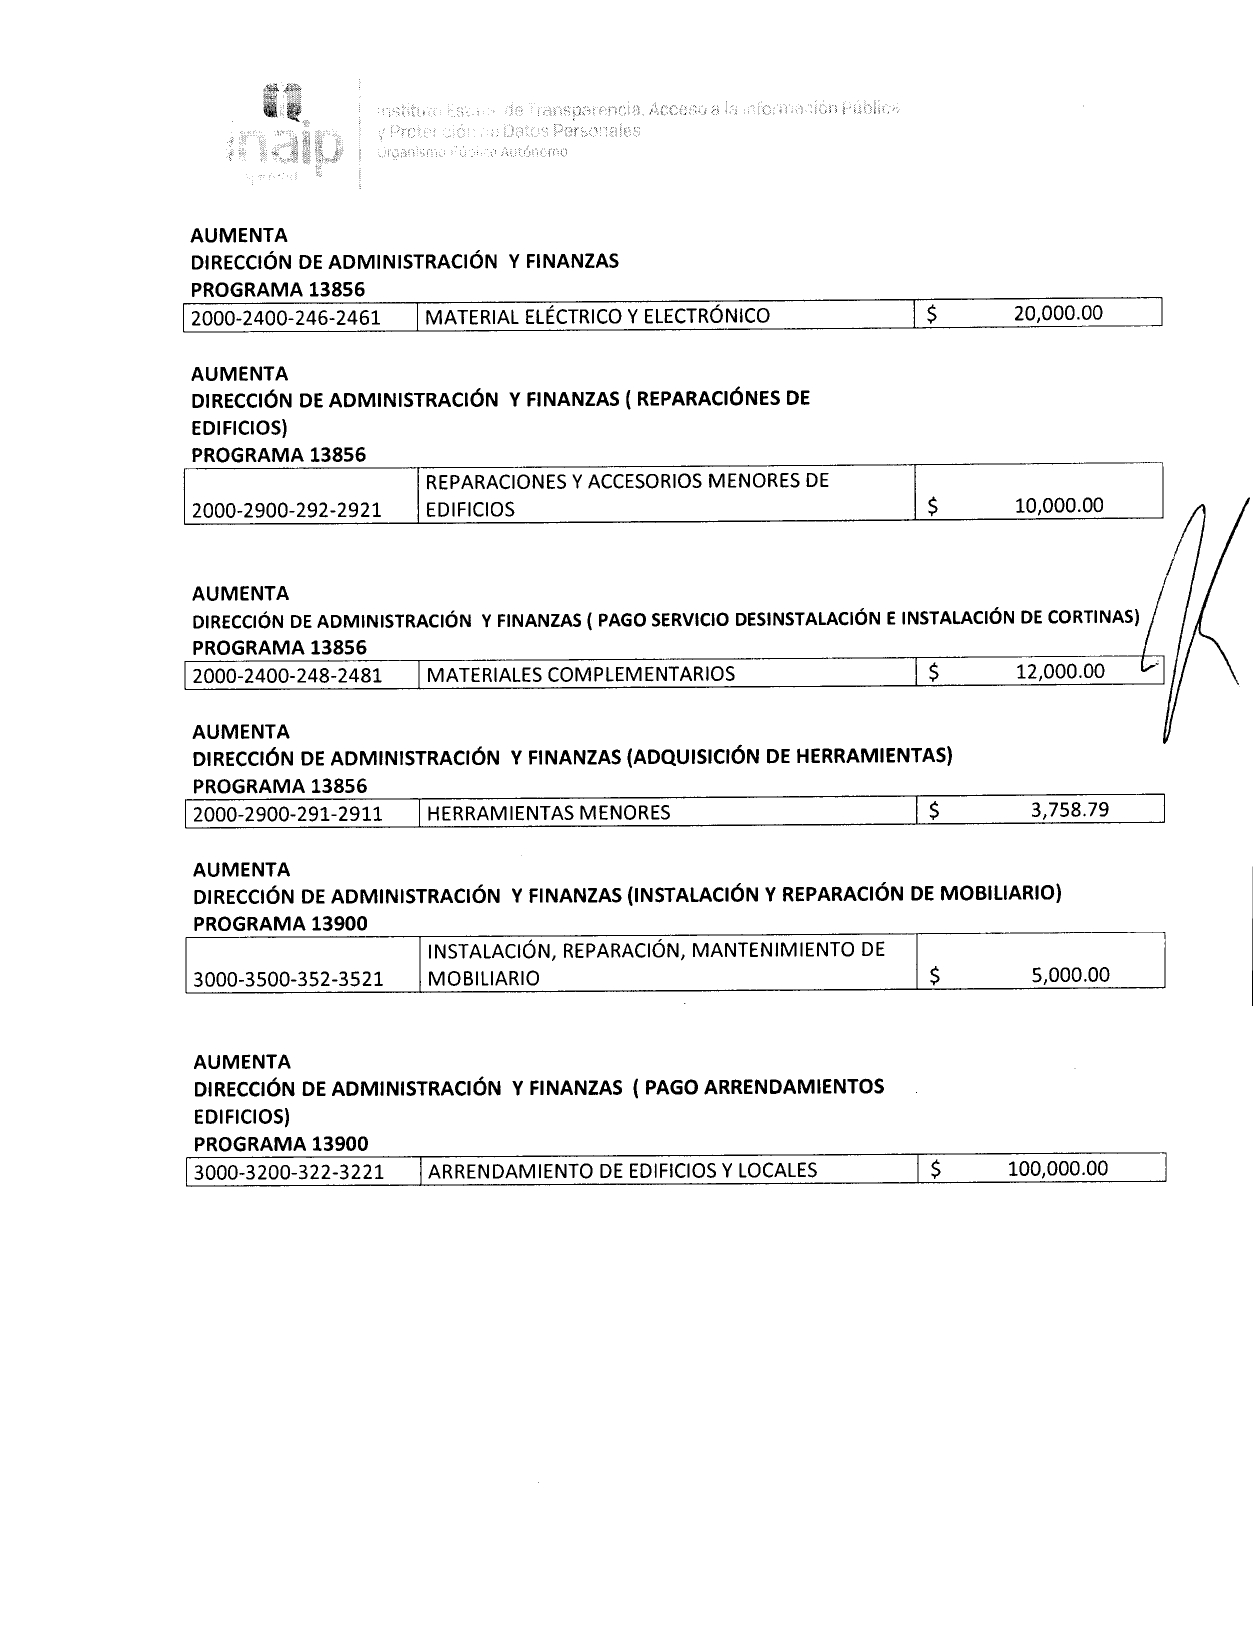 inaip
Transparencia, Acceso a la Información Pública
Datos Personales
Organismo Público Autónomo
AUMENTA
DIRECCIÓN DE ADMINISTRACIÓN Y FINANZAS
PROGRAMA 13856
2000-2400-246-2461 MATERIAL ELÉCTRICO Y ELECTRÓNICO $ 20,000.00
AUMENTA
DIRECCIÓN DE ADMINISTRACIÓN Y FINANZAS ( REPARACIÓNES DE
EDIFICIOS)
PROGRAMA 13856
REPARACIONES Y ACCESORIOS MENORES DE
2000-2900-292-2921 EDIFICIOS $ 10,000.00
AUMENTA
DIRECCIÓN DE ADMINISTRACIÓN Y FINANZAS ( PAGO SERVICIO DESINSTALACIÓN E INSTALACIÓN DE CORTINAS)
PROGRAMA 13856
2000-2400-248-2481 MATERIALES COMPLEMENTARIOS $ 12,000.00
AUMENTA
DIRECCIÓN DE ADMINISTRACIÓN Y FINANZAS (ADQUISICIÓN DE HERRAMIENTAS)
PROGRAMA 13856
2000-2900-291-2911 HERRAMIENTAS MENORES $ 3,758.79
AUMENTA
DIRECCIÓN DE ADMINISTRACIÓN Y FINANZAS (INSTALACIÓN Y REPARACIÓN DE MOBILIARIO)
PROGRAMA 13900
INSTALACIÓN, REPARACIÓN, MANTENIMIENTO DE
3000-3500-352-3521 MOBILIARIO $ 5,000.00
AUMENTA
DIRECCIÓN DE ADMINISTRACIÓN Y FINANZAS ( PAGO ARRENDAMIENTOS
EDIFICIOS)
PROGRAMA 13900
3000-3200-322-3221 ARRENDAMIENTO DE EDIFICIOS Y LOCALES $ 100,000.00